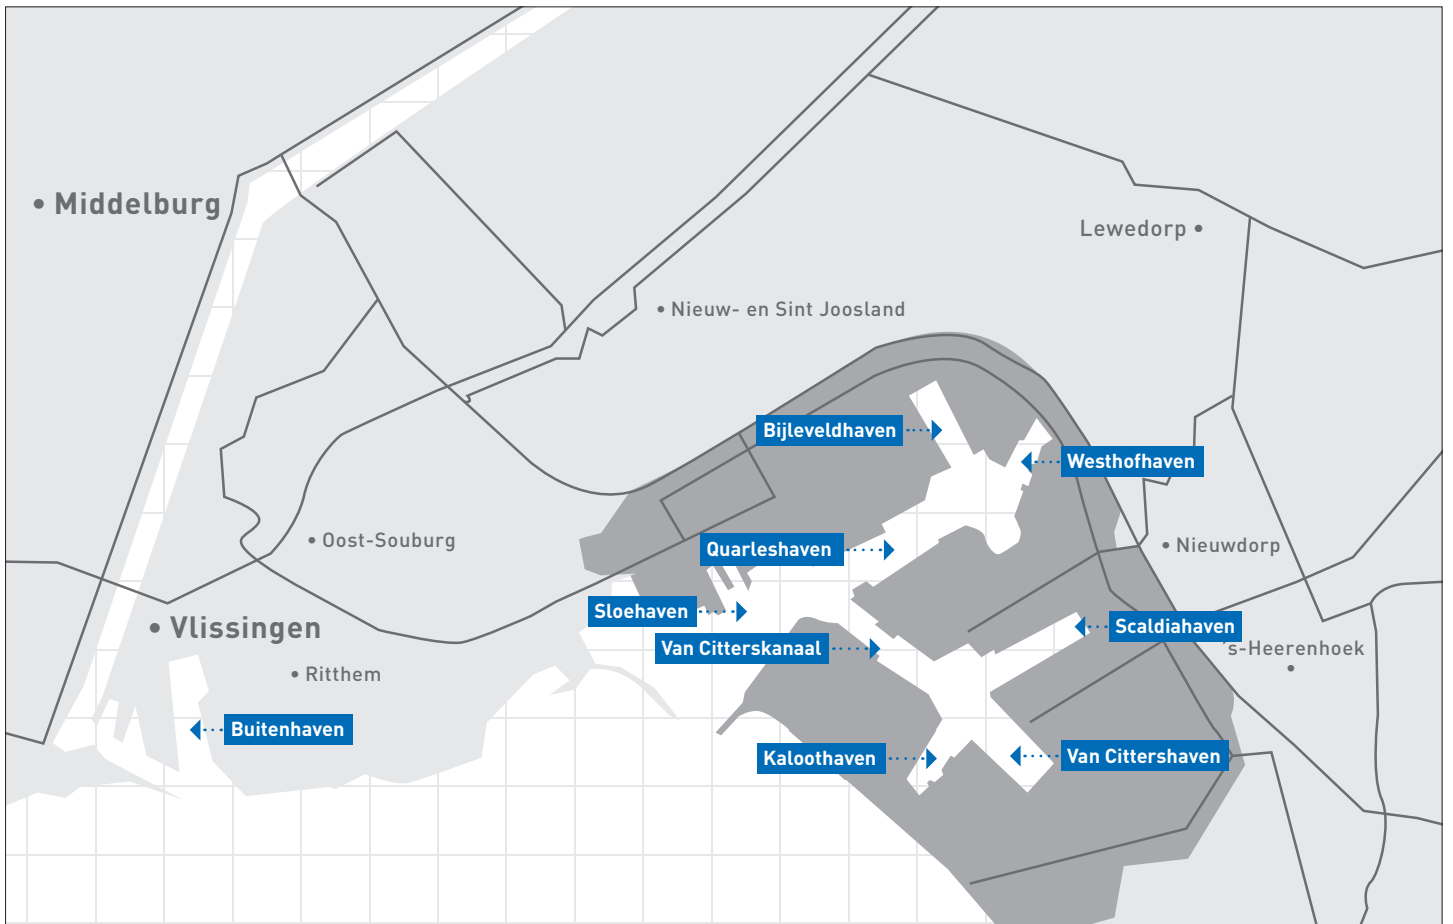 Middelburg
Lewedorp
Nieuw- en Sint Joosland
Bijleveldhaven
Westhofhaven
Oost-Souburg
Quarleshaven
Nieuwdorp
Sloehaven
Vlissingen
Scaldiahaven
Van Citterskanaal
's-Heerenhoek
Ritthem
Buitenhaven
Kaloothaven
Van Cittershaven